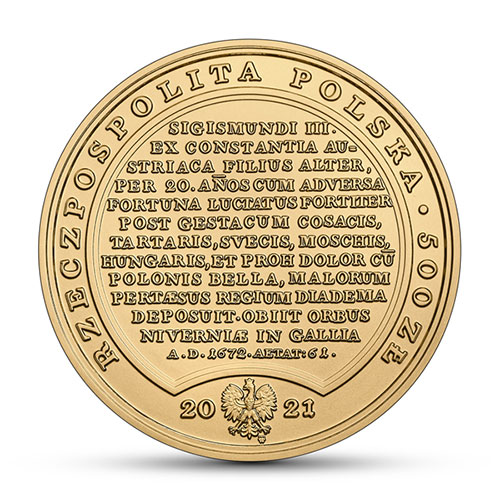 RZECZPOSPOLITA POLSKA · 500 ZŁ
SIGISMUNDI III.
EX CONSTANTIA AU-
STRIACA FILIUS ALTER,
PER 20. AÑOS CUM ADVERSA
FORTUNA LUCTATUS FORTITER
POST GESTACUM COSACIS,
TARTARIS, SVECIS, MOSCHIS,
HUNGARIS, ET PROH DOLOR CŪ
POLONIS BELLA, MALORUM
PERTÆSUS REGIUM DIADEMA
DEPOSUIT. OBIIT ORBUS
NIVERNIÆ IN GALLIA
A. D. 1672. AETAT: 61.
20 21